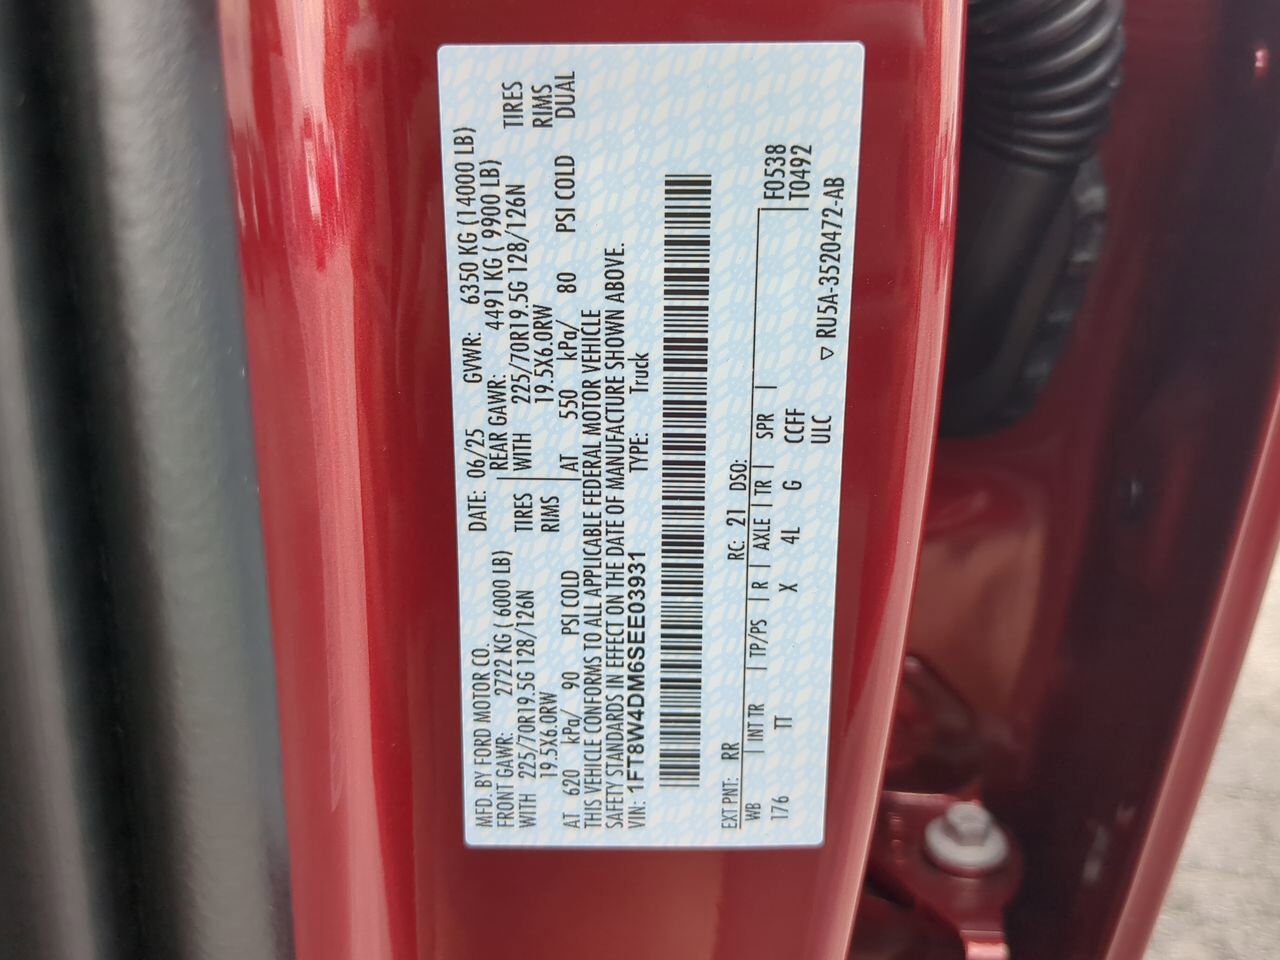 MFD. BY FORD MOTOR CO.
DATE: 06/25 GVWR: 6350 KG (14000 LB)
FRONT GAWR: 2722 KG ( 6000 LB)
REAR GAWR: 4491 KG ( 9900 LB)
WITH 225/70R19.5G 128/126N TIRES
WITH 225/70R19.5G 128/126N TIRES
19.5X6.0RW RIMS
19.5X6.0RW RIMS
AT 620 kPa/ 90 PSI COLD
AT 550 kPa/ 80 PSI COLD DUAL
THIS VEHICLE CONFORMS TO ALL APPLICABLE FEDERAL MOTOR VEHICLE
SAFETY STANDARDS IN EFFECT ON THE DATE OF MANUFACTURE SHOWN ABOVE.
VIN: 1FT8W4DM6SEE03931 TYPE: Truck
F0538
EXT PNT: RR RC: 21 DSO: T0492
WB | INT TR | TP/PS | R | AXLE | TR | SPR |
176 TT X 4L G CCFF
ULC
▽ RU5A-3520472-AB